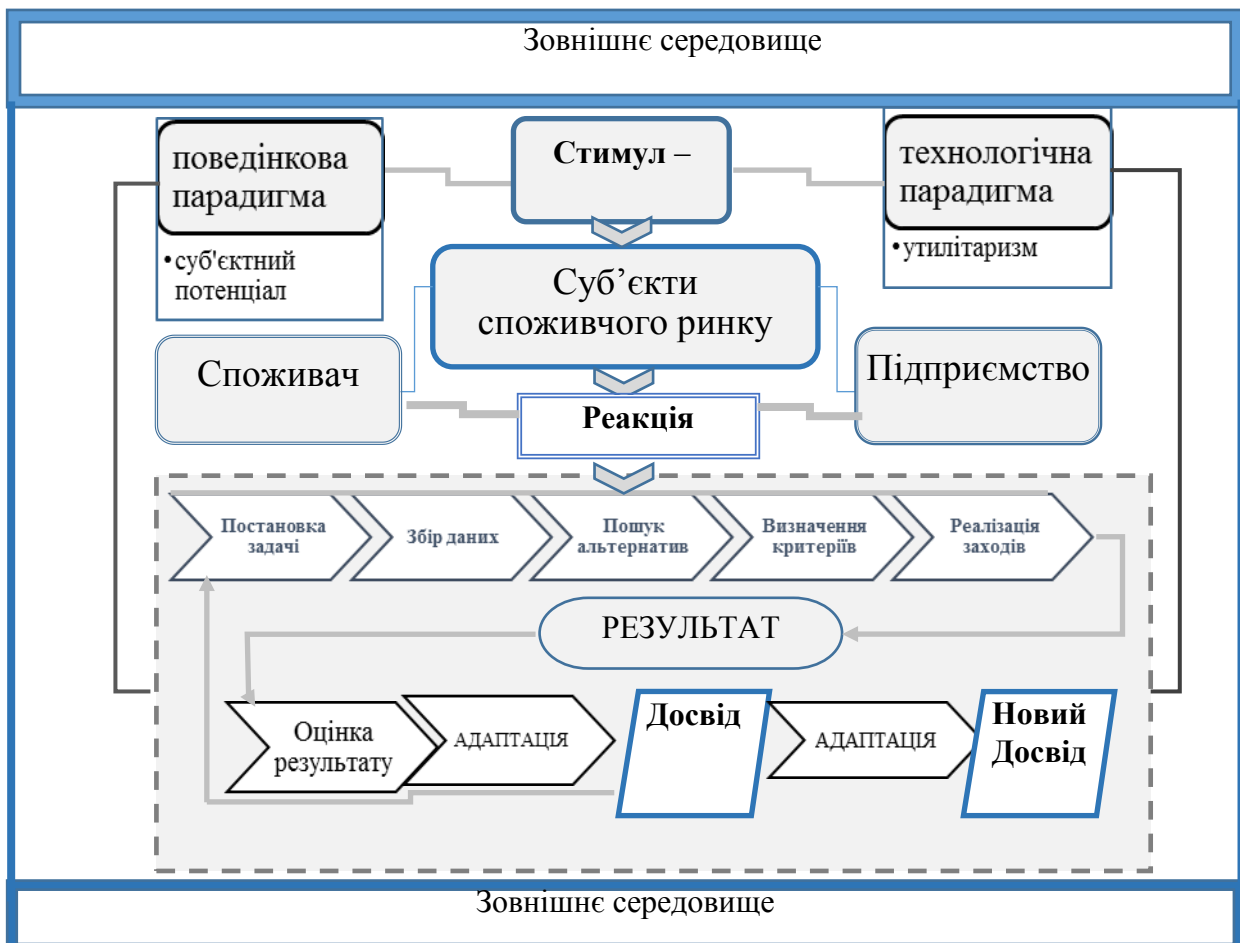 Зовнішнє середовище
поведінкова
парадигма
• суб'єктний
потенціал
Стимул –
технологічна
парадигма
• утилітаризм
Суб’єкти
споживчого ринку
Споживач
Підприємство
Реакція
Постановка
задачі
Збір даних
Пошук
альтернатив
Визначення
критеріїв
Реалізація
заходів
РЕЗУЛЬТАТ
Оцінка
результату
АДАПТАЦІЯ
Досвід
АДАПТАЦІЯ
Новий
Досвід
Зовнішнє середовище